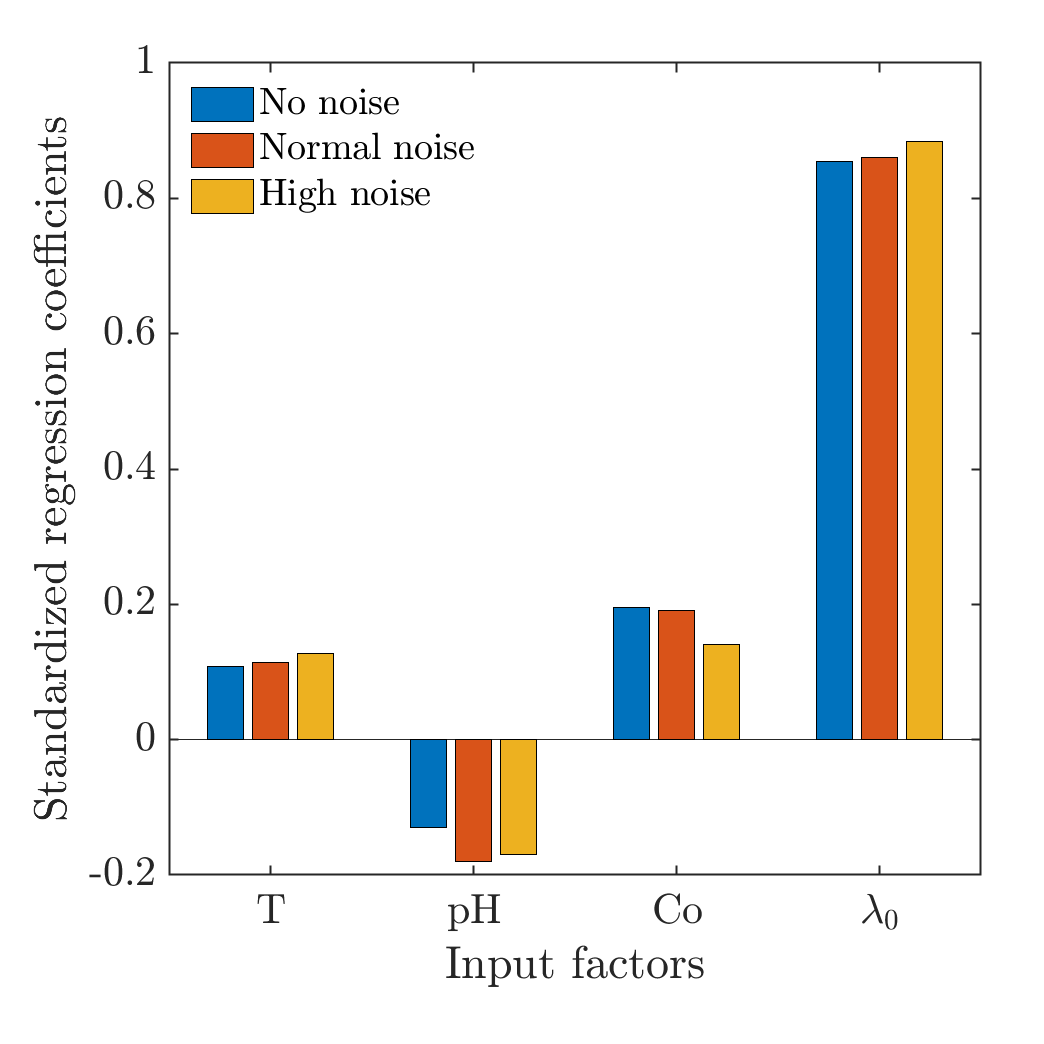 1
0.8
0.6
0.4
0.2
0
-0.2
Standardized regression coefficients
No noise
Normal noise
High noise
T pH Co λ₀
Input factors